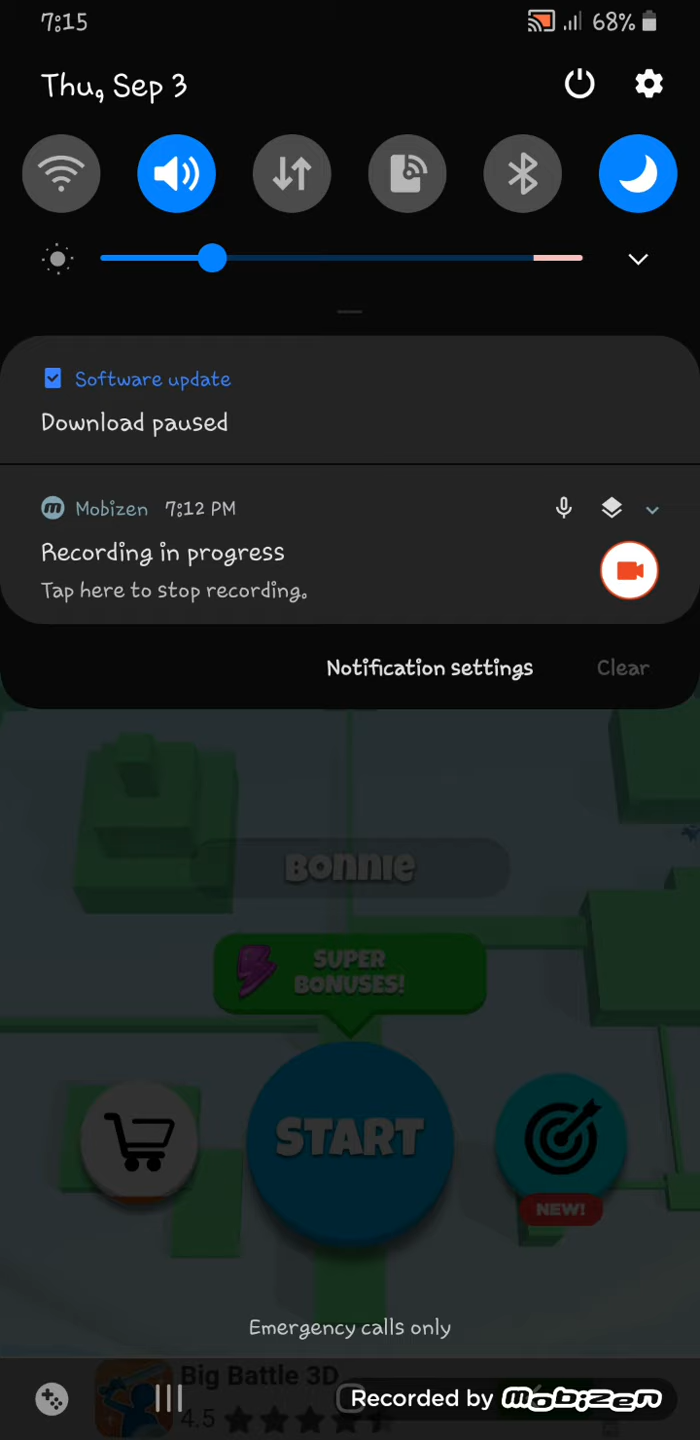 7:15 68%
Thu, Sep 3
Software update
Download paused
Mobizen 7:12 PM
Recording in progress
Tap here to stop recording.
Notification settings Clear
Bonnie
SUPER
BONUSES!
START
NEW!
Emergency calls only
Big Battle 3D
4.5
Recorded by mobizen